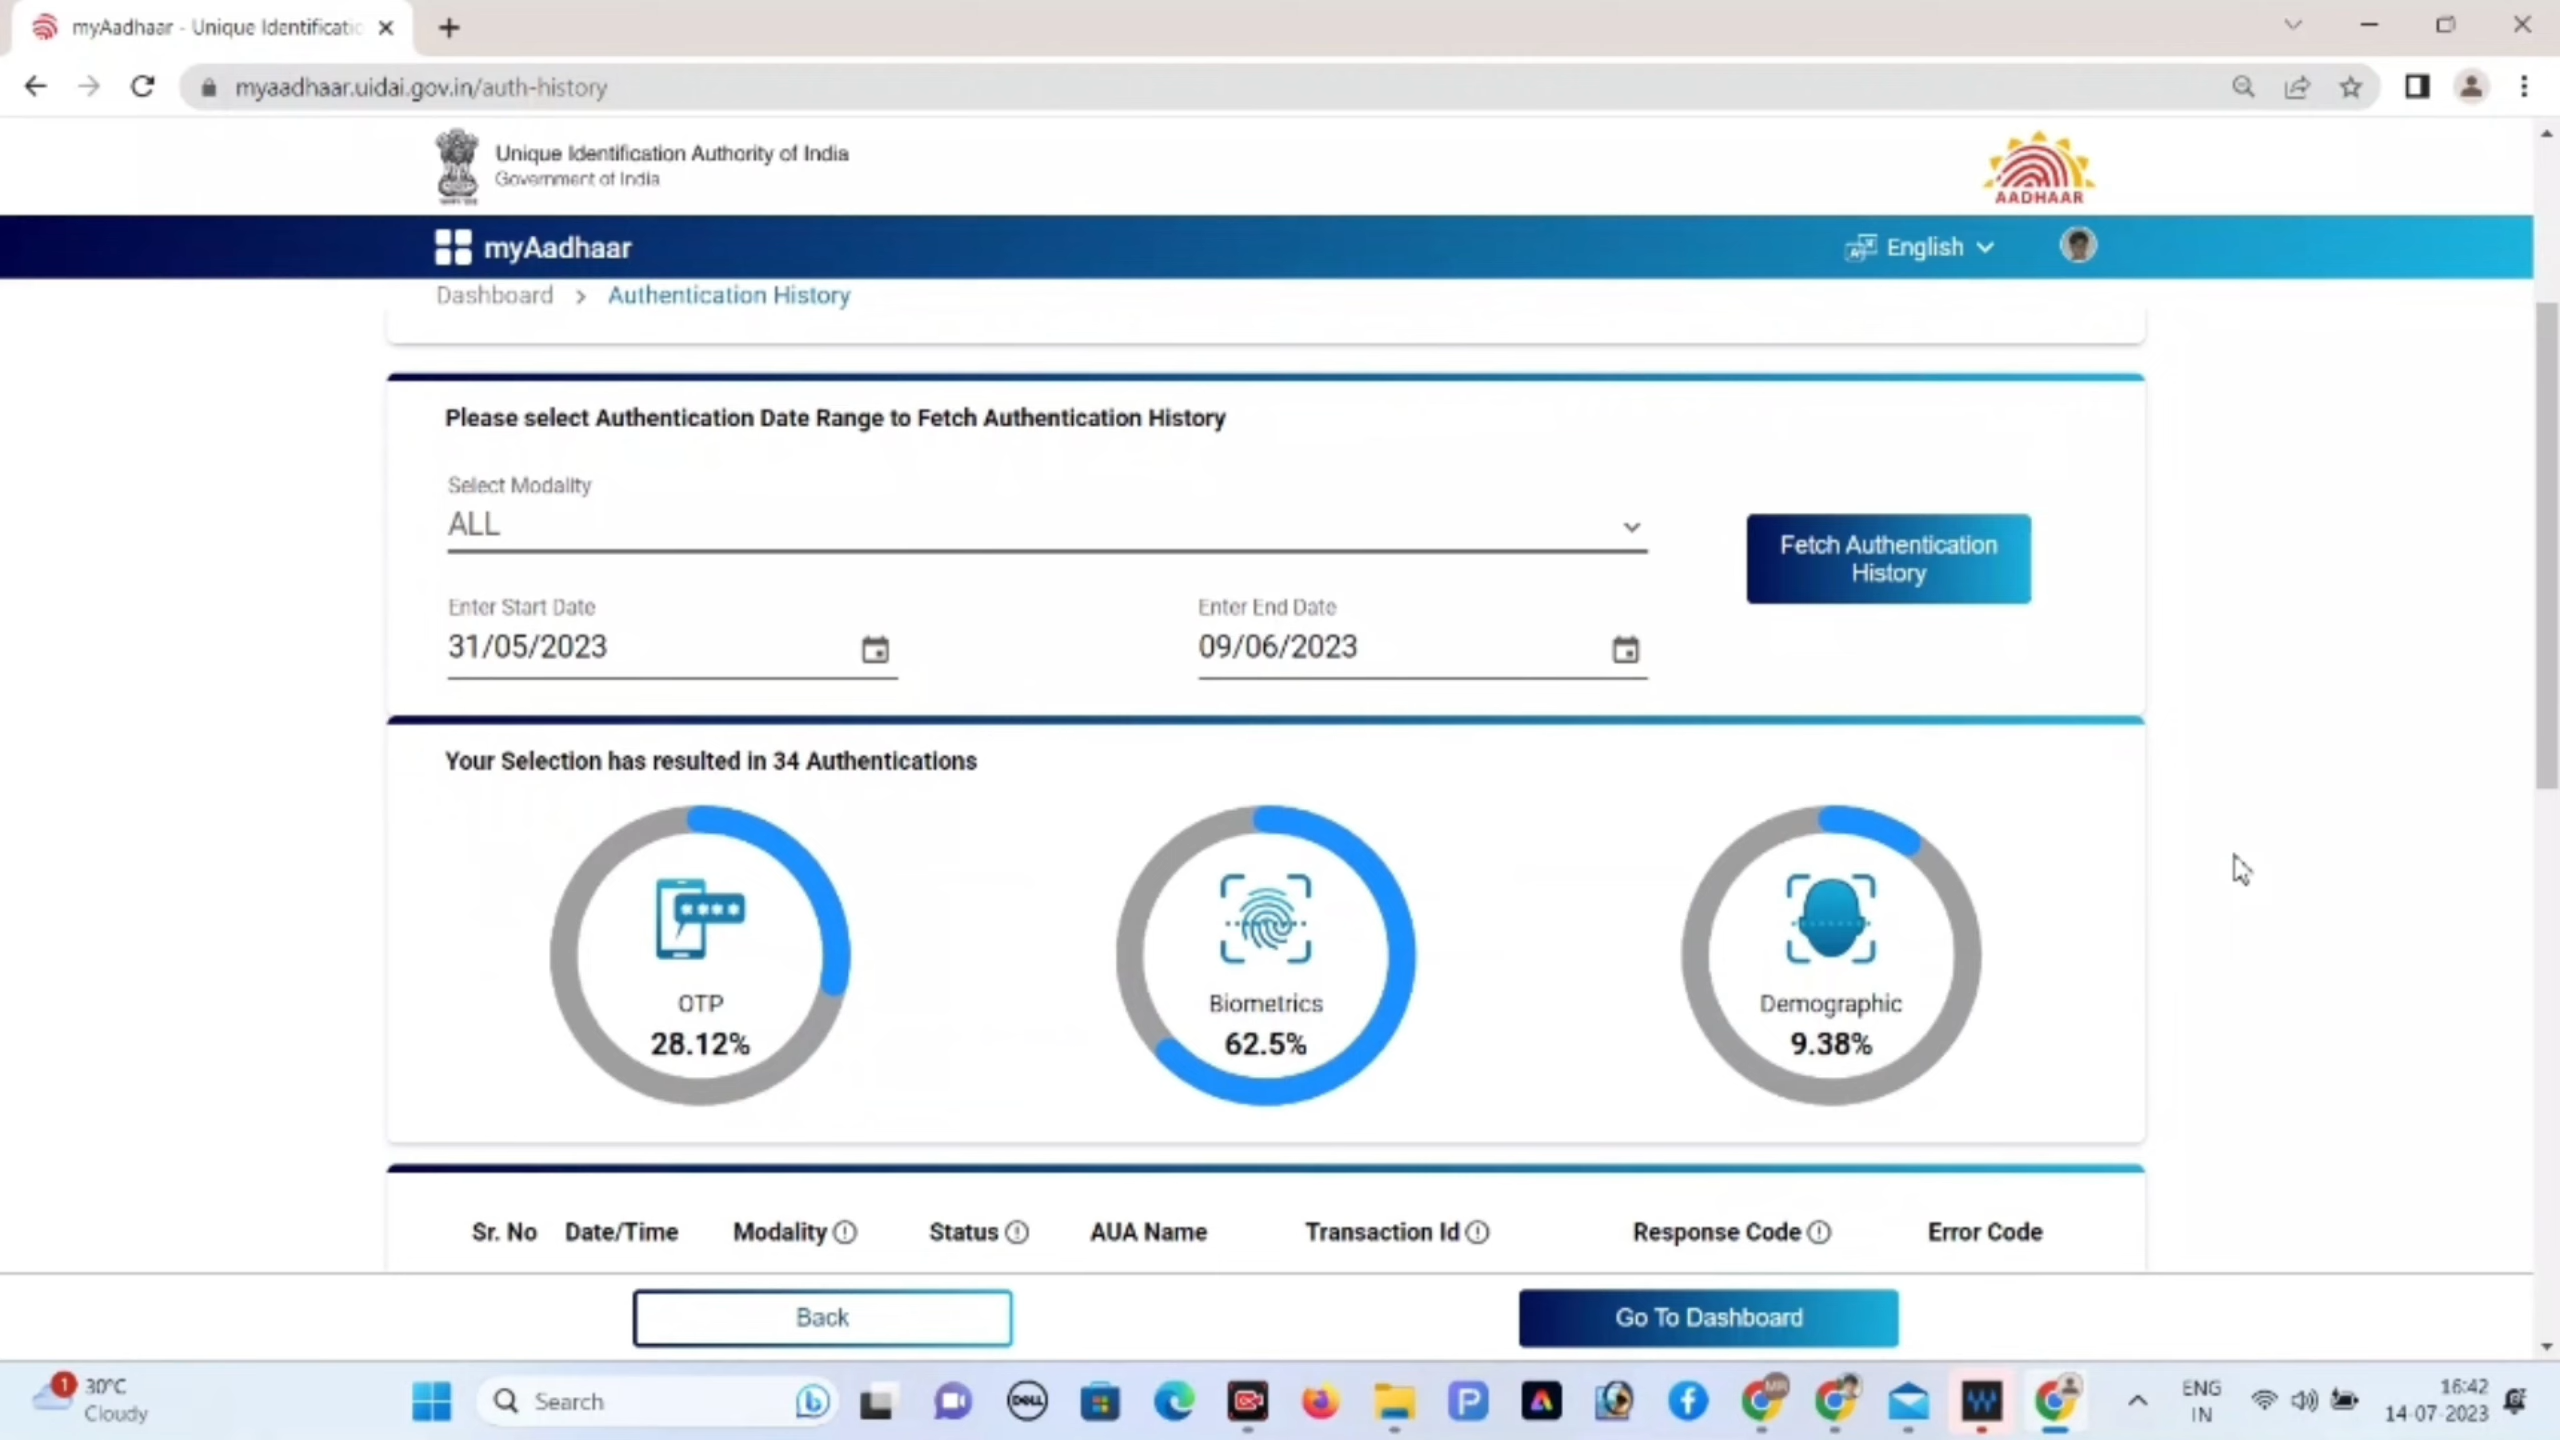 myAadhaar - Unique Identificatic
myaadhaar.uidai.gov.in/auth-history
Unique Identification Authority of India
Government of India
AADHAAR
myAadhaar
English
Dashboard > Authentication History
Please select Authentication Date Range to Fetch Authentication History
Select Modality
ALL
Fetch Authentication
History
Enter Start Date
Enter End Date
31/05/2023
09/06/2023
Your Selection has resulted in 34 Authentications
OTP
28.12%
Biometrics
62.5%
Demographic
9.38%
Sr. No Date/Time Modality Status AUA Name Transaction Id Response Code Error Code
Back
Go To Dashboard
1
30°C
Cloudy
Search
DELL
ENG
IN
16:42
14-07-2023